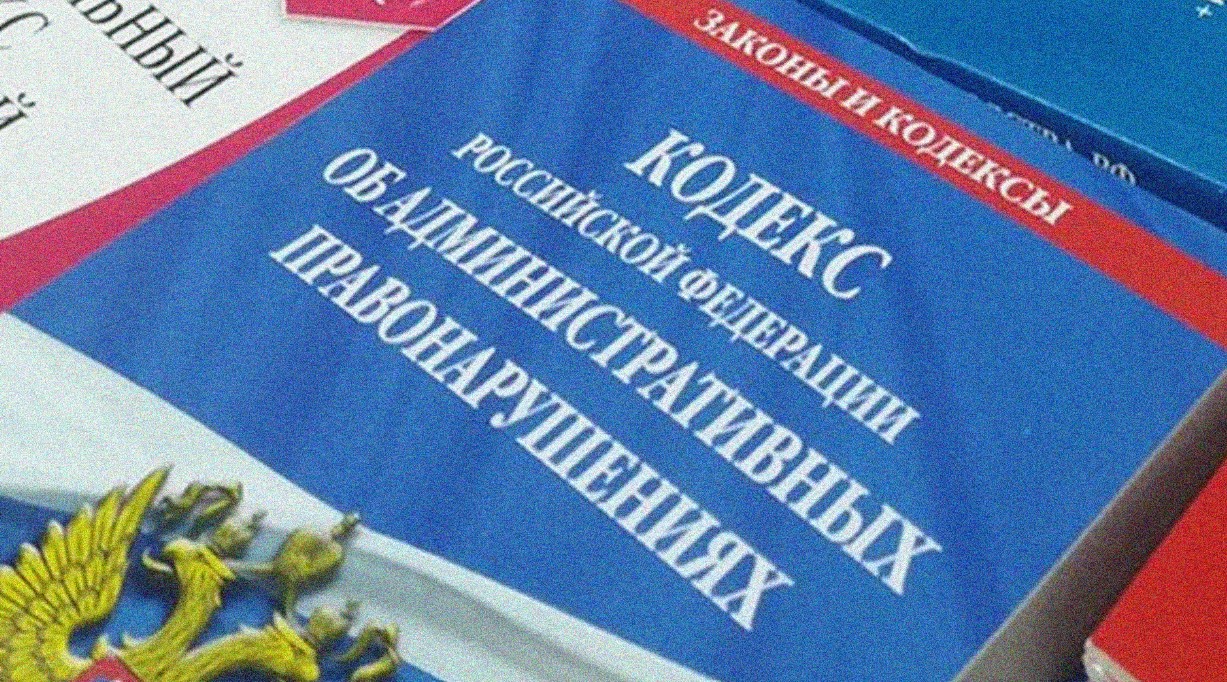 ЗАКОНЫ И КОДЕКСЫ
КОДЕКС
РОССИЙСКОЙ ФЕДЕРАЦИИ
ОБ АДМИНИСТРАТИВНЫХ
ПРАВОНАРУШЕНИЯХ